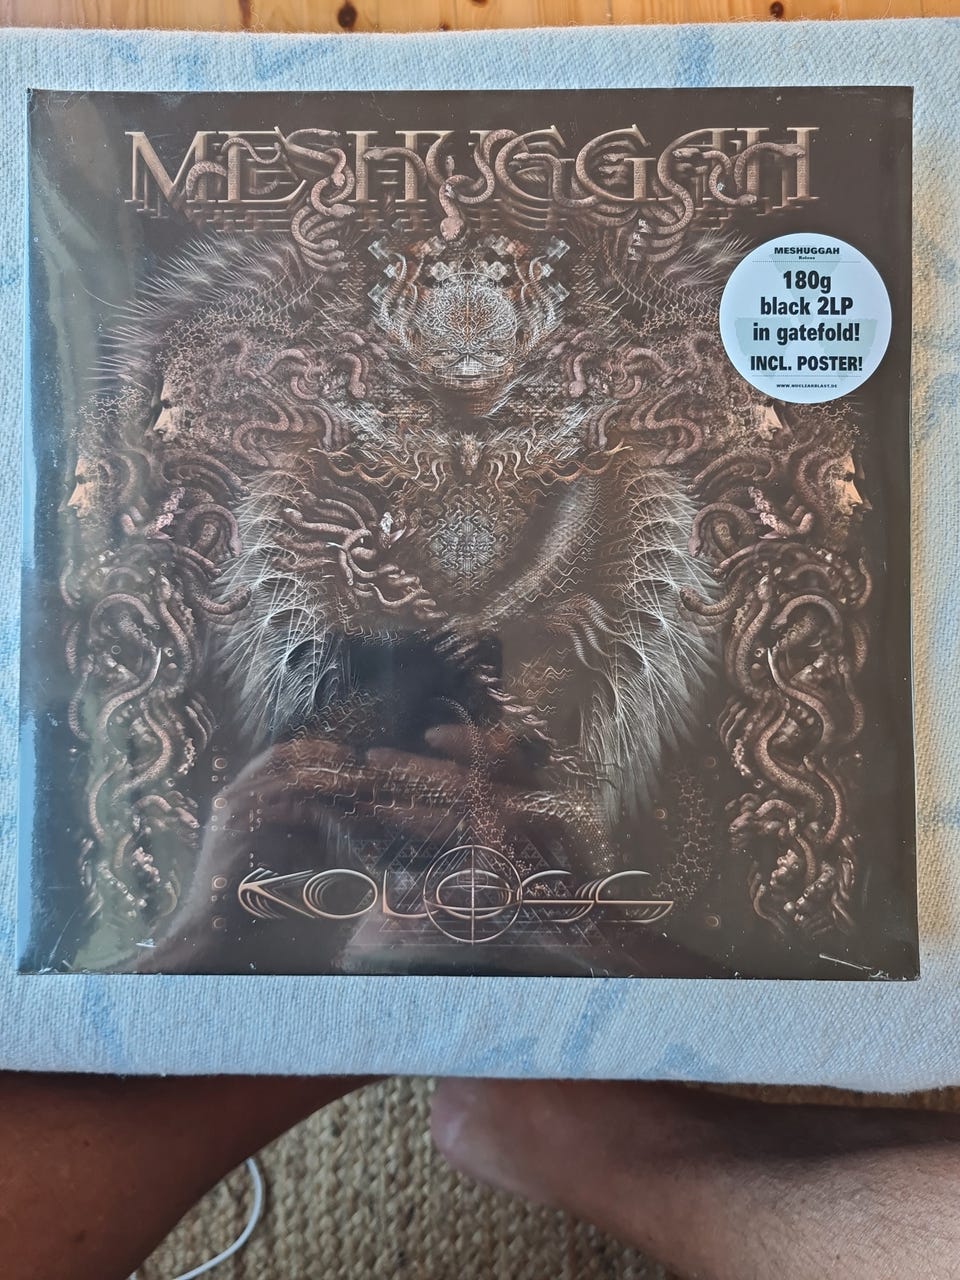 MESHUGGAH
MESHUGGAH
Koloss
180g
black 2LP
in gatefold!
INCL. POSTER!
WWW.NUCLEARBLAST.DE
KOLOSS